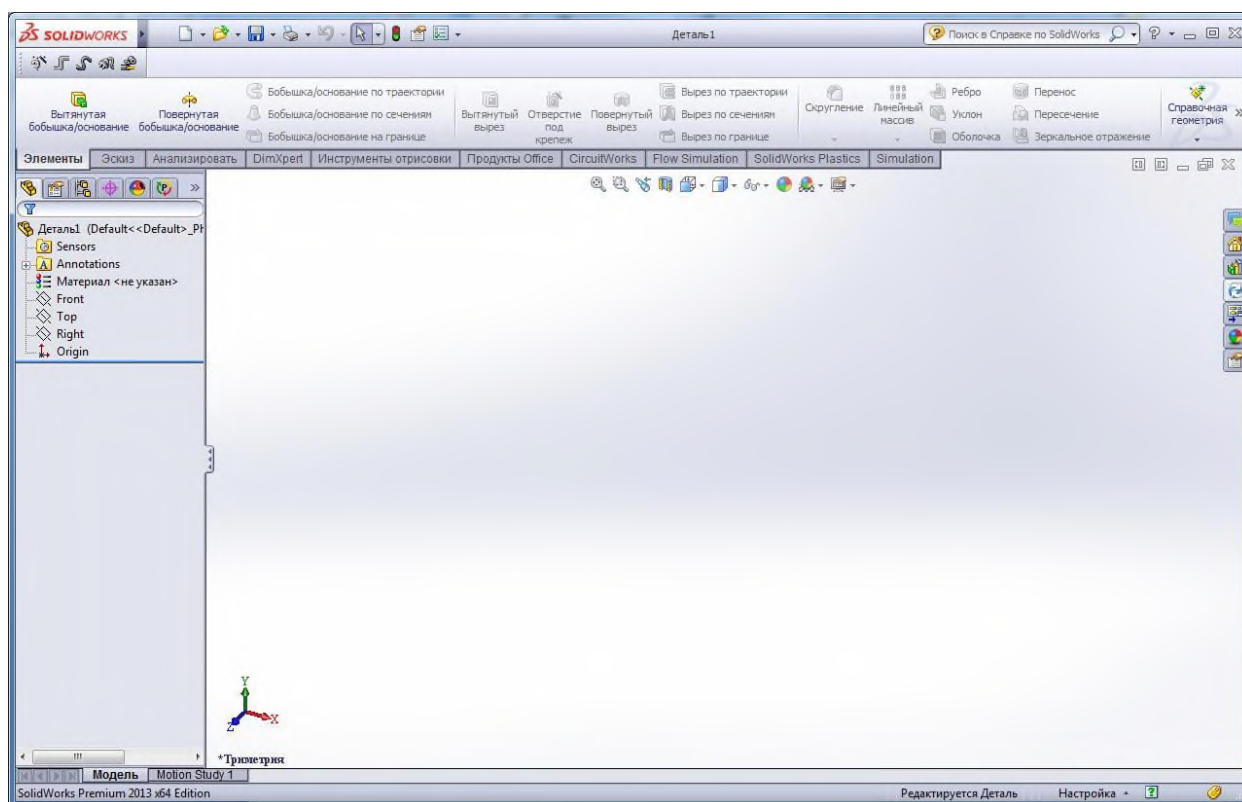 SOLIDWORKS
Деталь1
Поиск в Справке по SolidWorks
Вытянутая бобышка/основание
Повернутая бобышка/основание
Бобышка/основание по траектории
Бобышка/основание по сечениям
Бобышка/основание на границе
Вытянутый вырез
Отверстие под крепеж
Повернутый вырез
Вырез по траектории
Вырез по сечениям
Вырез по границе
Скругление
Линейный массив
Ребро
Уклон
Оболочка
Перенос
Пересечение
Зеркальное отражение
Справочная геометрия
Элементы Эскиз Анализировать DimXpert Инструменты отрисовки Продукты Office CircuitWorks Flow Simulation SolidWorks Plastics Simulation
Деталь1 (Default<<Default>_Ph
Sensors
Annotations
Материал <не указан>
Front
Top
Right
Origin
Y
X
Z
*Триметрия
Модель Motion Study 1
SolidWorks Premium 2013 x64 Edition
Редактируется Деталь Настройка